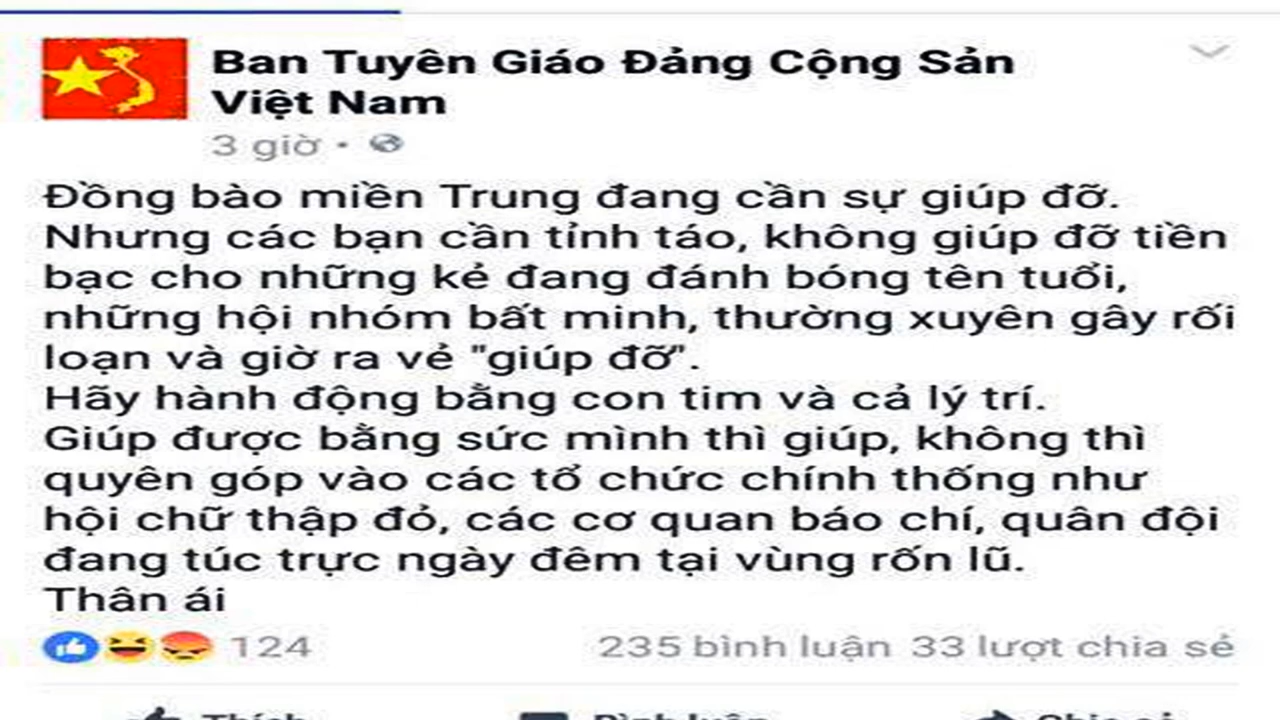 Ban Tuyên Giáo Đảng Cộng Sản
Việt Nam
3 giờ •
Đồng bào miền Trung đang cần sự giúp đỡ.
Nhưng các bạn cần tỉnh táo, không giúp đỡ tiền
bạc cho những kẻ đang đánh bóng tên tuổi,
những hội nhóm bất minh, thường xuyên gây rối
loạn và giờ ra vẻ "giúp đỡ".
Hãy hành động bằng con tim và cả lý trí.
Giúp được bằng sức mình thì giúp, không thì
quyên góp vào các tổ chức chính thống như
hội chữ thập đỏ, các cơ quan báo chí, quân đội
đang túc trực ngày đêm tại vùng rốn lũ.
Thân ái
124 235 bình luận 33 lượt chia sẻ
Thích Bình luận Chia sẻ